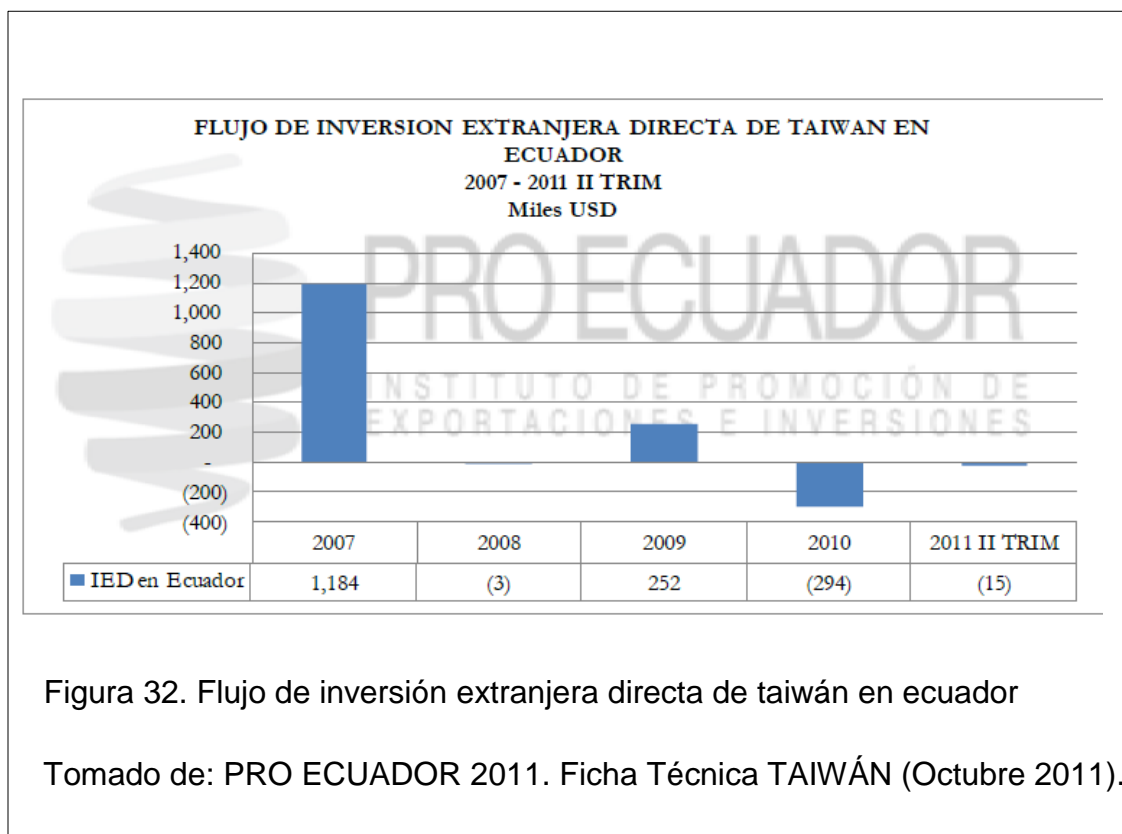 FLUJO DE INVERSION EXTRANJERA DIRECTA DE TAIWAN EN
ECUADOR
2007 - 2011 II TRIM
Miles USD
PRO ECUADOR
INSTITUTO DE PROMOCIÓN DE
EXPORTACIONES E INVERSIONES
1,400
1,200
1,000
800
600
400
200
-
(200)
(400)
2007 2008 2009 2010 2011 II TRIM
IED en Ecuador 1,184 (3) 252 (294) (15)
Figura 32. Flujo de inversión extranjera directa de taiwán en ecuador
Tomado de: PRO ECUADOR 2011. Ficha Técnica TAIWÁN (Octubre 2011).